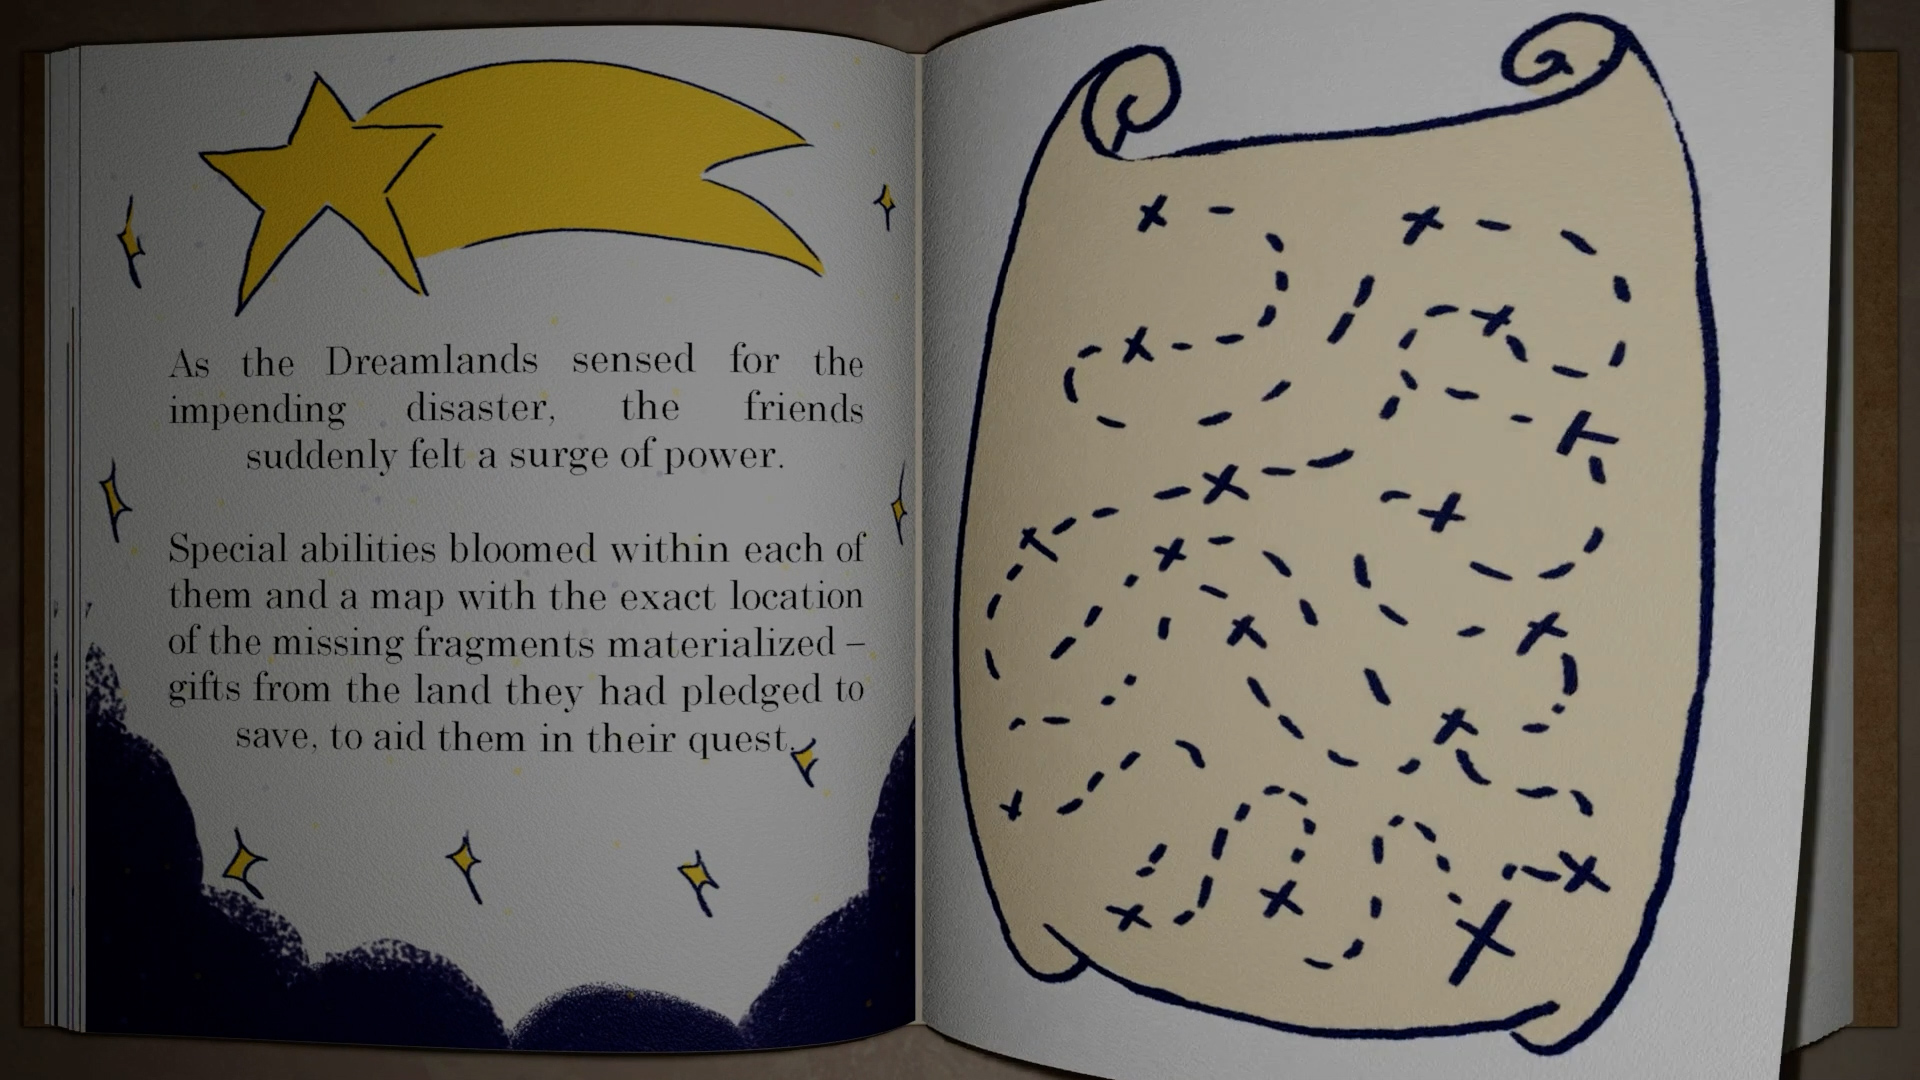 As the Dreamlands sensed for the
impending disaster, the friends
suddenly felt a surge of power.
Special abilities bloomed within each of
them and a map with the exact location
of the missing fragments materialized –
gifts from the land they had pledged to
save, to aid them in their quest.